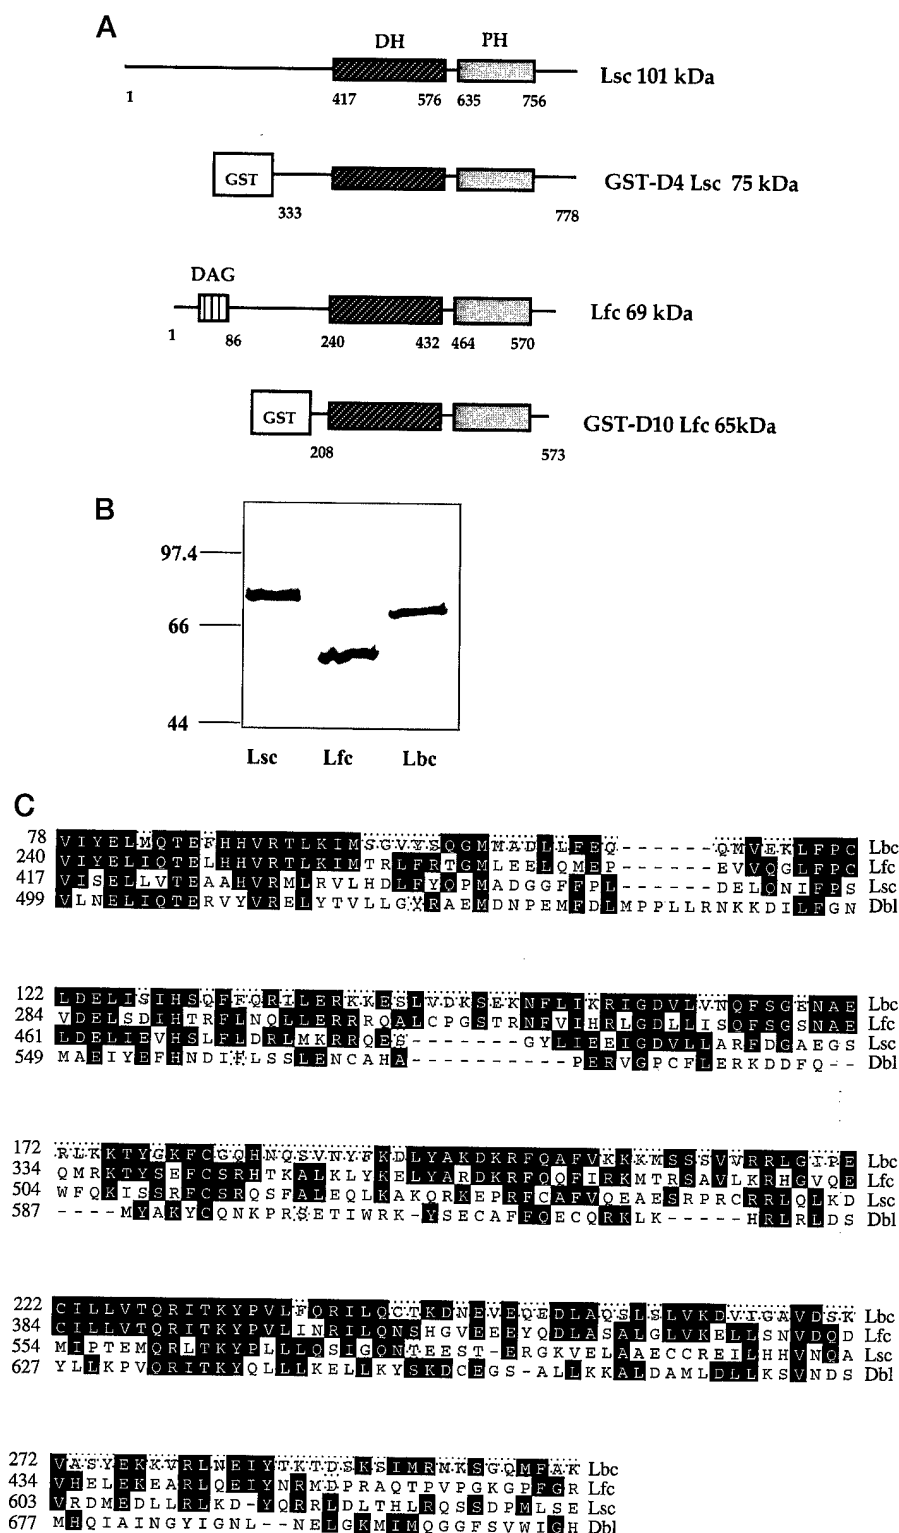 A
DH PH
Lsc 101 kDa
1 417 576 635 756
GST
GST-D4 Lsc 75 kDa
333 778
DAG
Lfc 69 kDa
1 86 240 432 464 570
GST
GST-D10 Lfc 65kDa
208 573
B
97.4
66
44
Lsc Lfc Lbc
C
78 VIYELMQTEFHHVRTLKIMSGVYSQGMMADLLFEQ------QMVEKLFPC Lbc
240 VIYELIQTELHHVRTLKIMTRLFRTGMLEELQMEP------EVVQGLFPC Lfc
417 VISELLVTEAAHVRMLRVLHDLFYQPMADGGFFPL------DELQNIFPS Lsc
499 VLNELIQTERVYVRELYTVLLGYRAEMDNPEMFDLMPPLLRNKKDILFGN Dbl
122 LDELISIHSQFFQRILERKKESLVDKSEKNFLIKRIGDVLVNQFSGENAE Lbc
284 VDELSDIHTRFLNQLLERRRQALCPGSTRNFVIHRLGDLLISQFSGSNAE Lfc
461 LDELIEVHSLFLDRLMKRRQES-------GYLIEEIGDVLLARFDGAEGS Lsc
549 MAEIYEFHNDIFLSSLENCAHA----------PERVGPCFLERKDDFQ-- Dbl
172 RLKKTYGKFCGQHNQSVNYFKDLYAKDKRFQAFVKKKMSSSVVRRLGIPE Lbc
334 QMRKTYSEFCSRHTKALKLYKELYARDKRFQQFIRKMTRSAVLKRHGVQE Lfc
504 WFQKISSRFCSRQSFALEQLKAKQRKEPRFCAFVQEAESRPRCRRLQLKD Lsc
587 ----MYAKYCQNKPRSETIWRK-YSECAFFQECQRKLK-----HRLRLDS Dbl
222 CILLVTQRITKYPVLFQRILQCTKDNEVEQEDLAQSLSLVKDVIGAVDSK Lbc
384 CILLVTQRITKYPVLINRILQNSHGVEEEYQDLASALGLVKELLSNVDQD Lfc
554 MIPTEMQRLTKYPLLLQSIGQNTEEST-ERGKVELAAECCREILHHVNQA Lsc
627 YLLKPVQRITKYQLLLKELLKYSKDCEGS-ALLKKALDAMLDLLKSVNDS Dbl
272 VASYEKKVRLNEIYTKTDSKSIMRMKSGQMFAK Lbc
434 VHELEKEARLQEIYNRMDPRAQTPVPGKGPFGR Lfc
603 VRDMEDLLRLKD-YQRRLDLTHLRQSSDPMLSE Lsc
677 MHQIAINGYIGNL--NELGKMIMQGGFSVWIGH Dbl